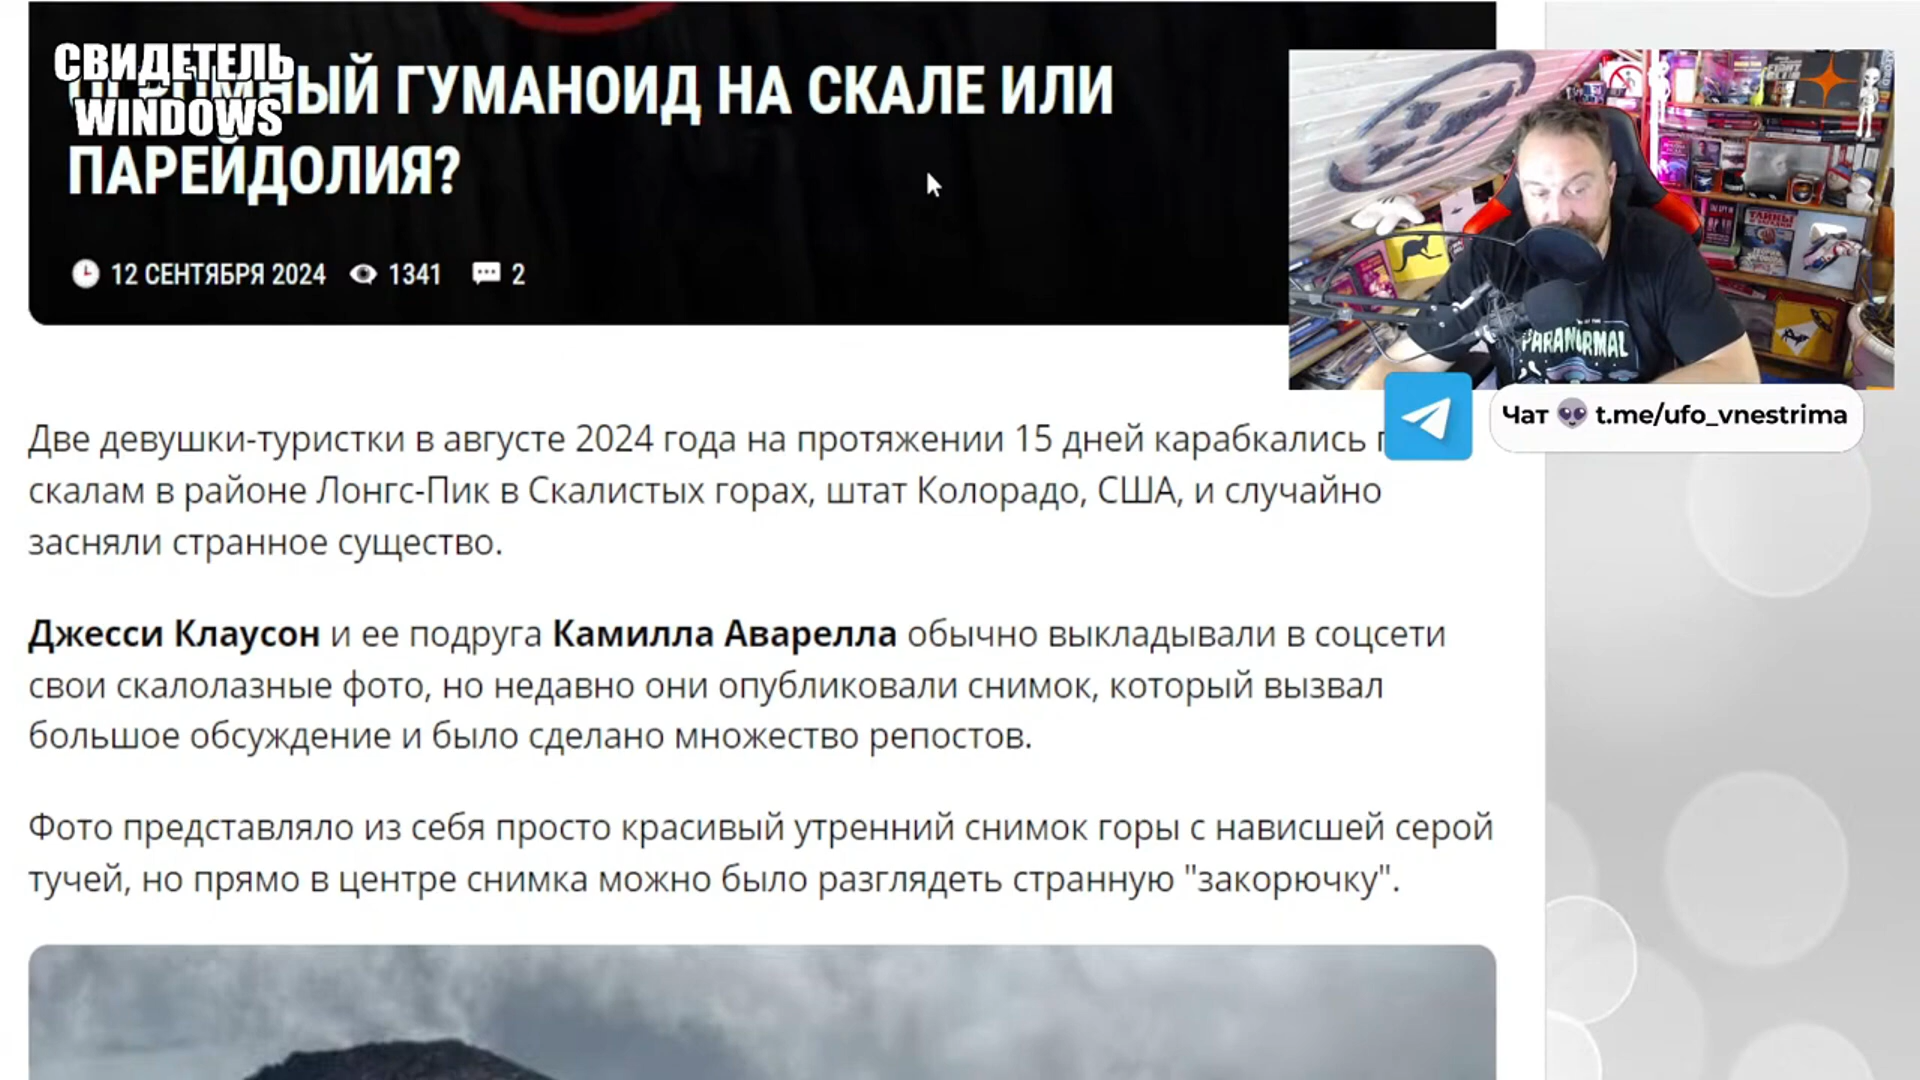 СВИДЕТЕЛЬ
WINDOWS
ГУМАНОИД НА СКАЛЕ ИЛИ
ПАРЕЙДОЛИЯ?
12 СЕНТЯБРЯ 2024 1341 2
PARANORMAL
Чат t.me/ufo_vnestrima
Две девушки-туристки в августе 2024 года на протяжении 15 дней карабкались
скалам в районе Лонгс-Пик в Скалистых горах, штат Колорадо, США, и случайно
засняли странное существо.
Джесси Клаусон и ее подруга Камилла Аварелла обычно выкладывали в соцсети
свои скалолазные фото, но недавно они опубликовали снимок, который вызвал
большое обсуждение и было сделано множество репостов.
Фото представляло из себя просто красивый утренний снимок горы с нависшей серой
тучей, но прямо в центре снимка можно было разглядеть странную "закорючку".